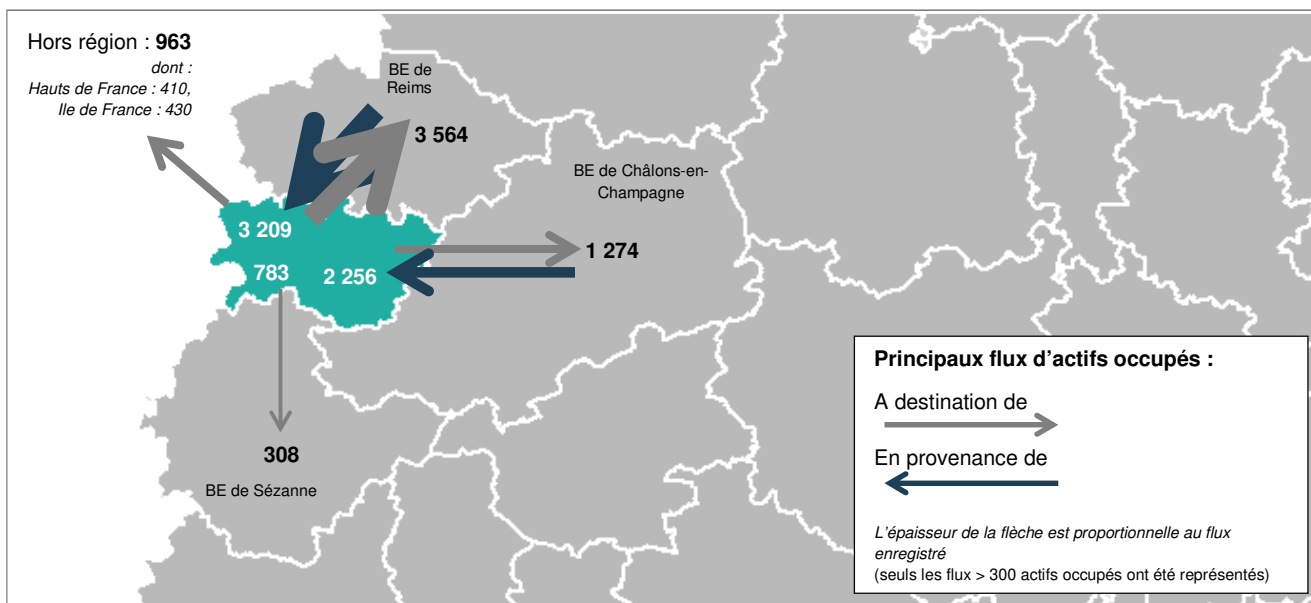 Hors région : 963
dont :
Hauts de France : 410,
Ile de France : 430
BE de
Reims
3 564
BE de Châlons-en-
Champagne
3 209
1 274
783
2 256
308
BE de Sézanne
Principaux flux d'actifs occupés :
A destination de
En provenance de
L'épaisseur de la flèche est proportionnelle au flux
enregistré
(seuls les flux > 300 actifs occupés ont été représentés)